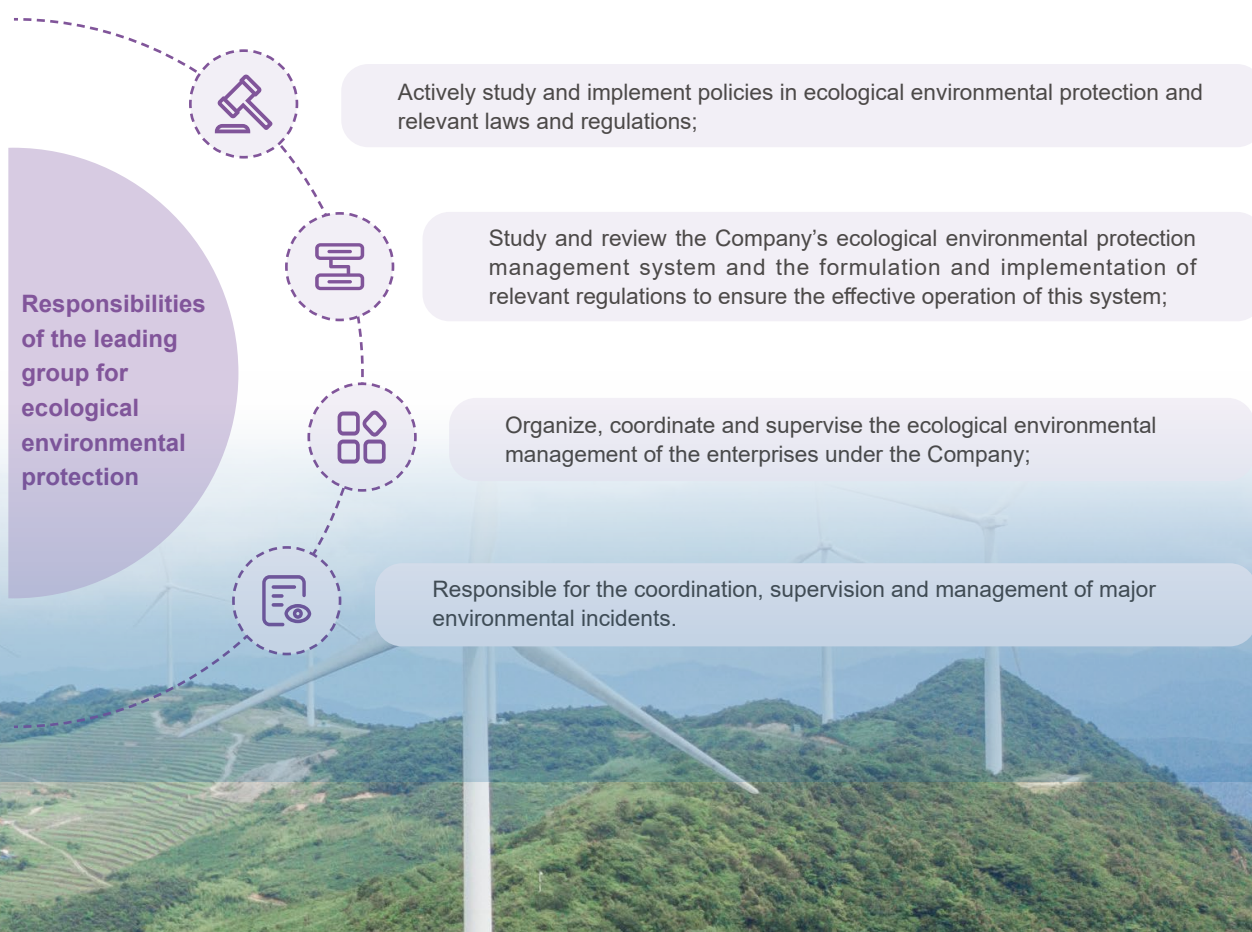 Responsibilities
of the leading
group for
ecological
environmental
protection
Actively study and implement policies in ecological environmental protection and
relevant laws and regulations;
Study and review the Company’s ecological environmental protection
management system and the formulation and implementation of
relevant regulations to ensure the effective operation of this system;
Organize, coordinate and supervise the ecological environmental
management of the enterprises under the Company;
Responsible for the coordination, supervision and management of major
environmental incidents.